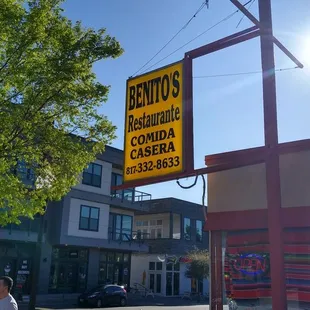 BENITO'S
Restaurante
COMIDA
CASERA
817-332-8633